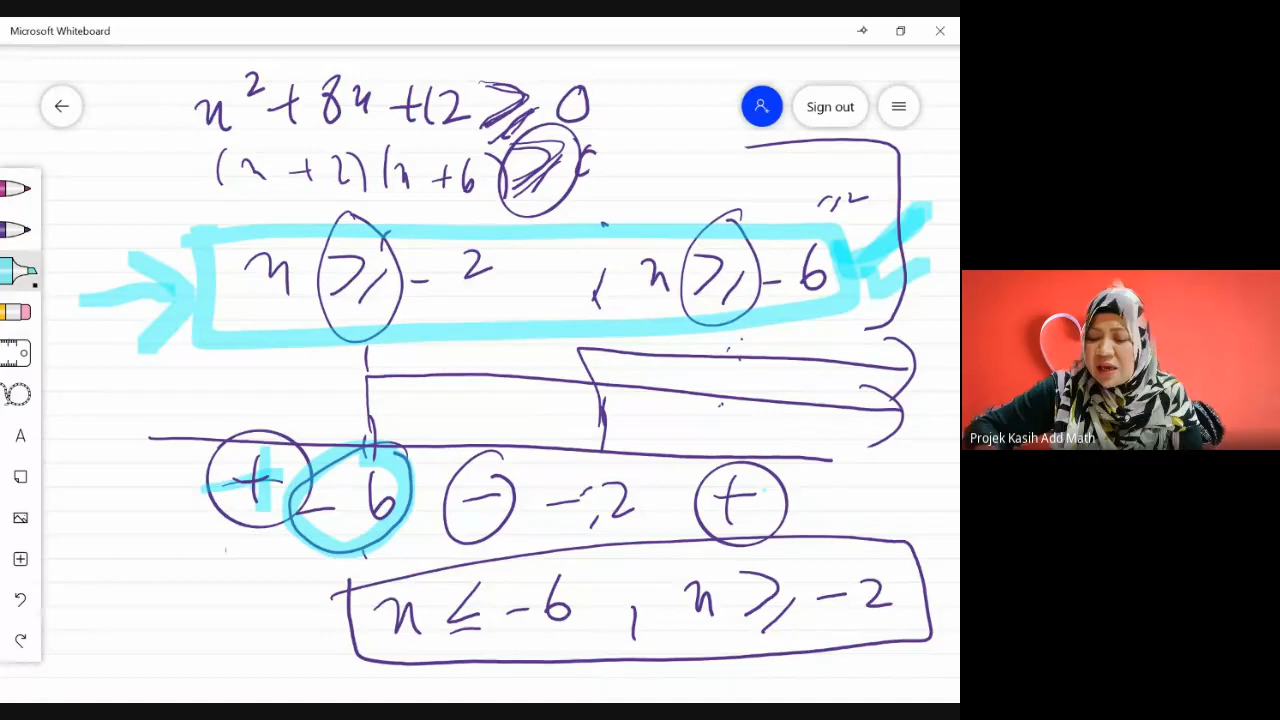 Microsoft Whiteboard
Sign out
x² + 8x + 12 ≥ 0
(x + 2)(x + 6) ≥
x ≥ -2 , x ≥ -6
-6 -2
+ - +
x ≤ -6 , x ≥ -2
A
Projek Kasih Add Math